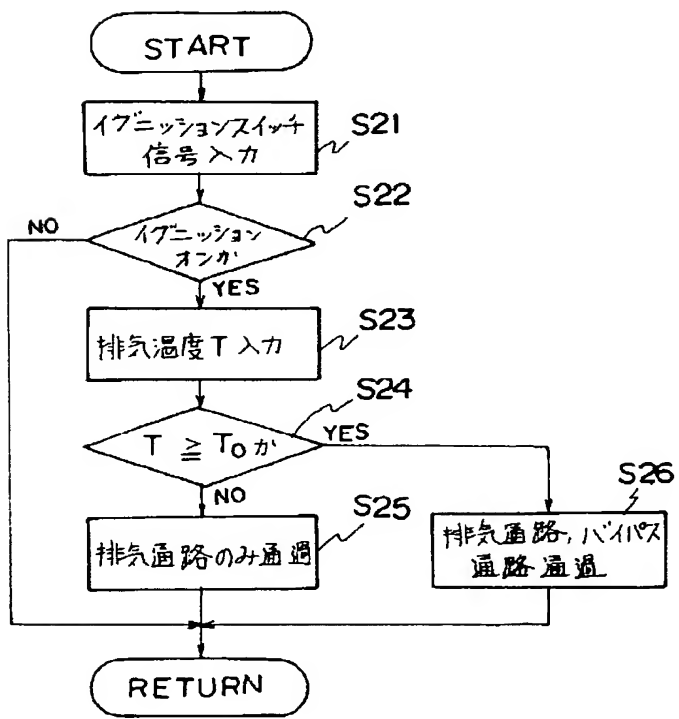 START
イグニッションスイッチ
信号入力
S21
S22
NO
イグニッション
オンか
YES
排気温度T入力
S23
S24
T ≧ T₀か
YES
NO
S25
S26
排気通路のみ通過
排気通路,バイパス
通路通過
RETURN